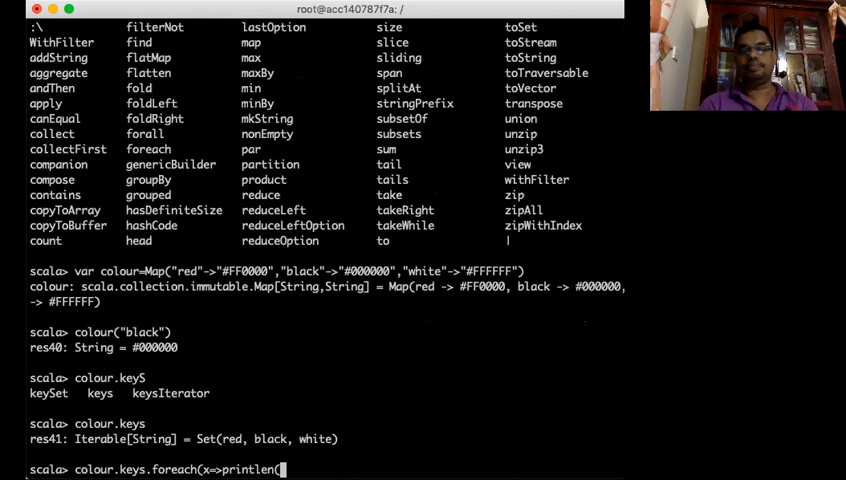 root@acc140787f7a: /
:\ filterNot lastOption size toSet
WithFilter find map slice toStream
addString flatMap max sliding toString
aggregate flatten maxBy span toTraversable
andThen fold min splitAt toVector
apply foldLeft minBy stringPrefix transpose
canEqual foldRight mkString subsetOf union
collect forall nonEmpty subsets unzip
collectFirst foreach par sum unzip3
companion genericBuilder partition tail view
compose groupBy product tails withFilter
contains grouped reduce take zip
copyToArray hasDefiniteSize reduceLeft takeRight zipAll
copyToBuffer hashCode reduceLeftOption takeWhile zipWithIndex
count head reduceOption to |
scala> var colour=Map("red"->"#FF0000","black"->"#000000","white"->"#FFFFFF")
colour: scala.collection.immutable.Map[String,String] = Map(red -> #FF0000, black -> #000000,
-> #FFFFFF)
scala> colour("black")
res40: String = #000000
scala> colour.keyS
keySet keys keysIterator
scala> colour.keys
res41: Iterable[String] = Set(red, black, white)
scala> colour.keys.foreach(x=>printlen(